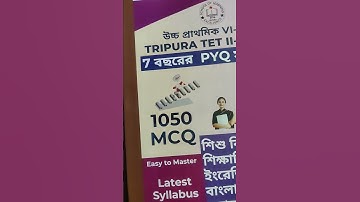 উচ্চ প্রাথমিক VI-
TRIPURA TET II-
7 বছরের PYQ
1050
MCQ
Easy to Master
Latest
Syllabus
শিশু
শিক্ষা
ইংরেজি
বাংলা